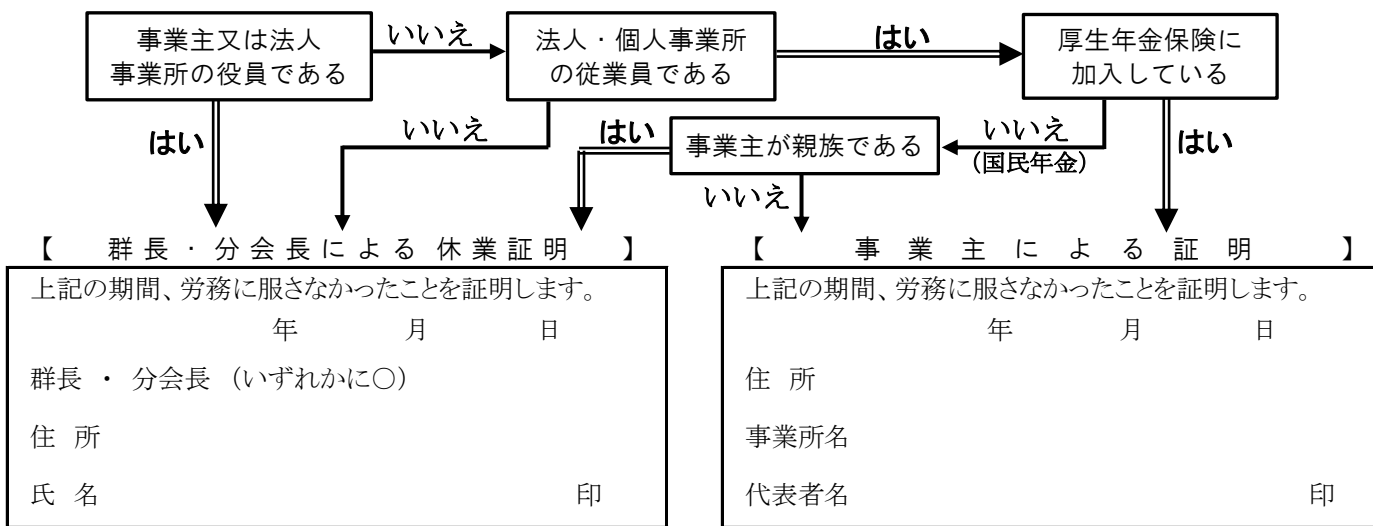 事業主又は法人
事業所の役員である
いいえ
法人・個人事業所
の従業員である
はい
厚生年金保険に
加入している
はい
いいえ
はい
事業主が親族である
いいえ
(国民年金)
はい
いいえ
【 群長・分会長による休業証明 】
上記の期間、労務に服さなかったことを証明します。
年 月 日
群長 ・ 分会長 (いずれかに○)
住 所
氏 名 印
【 事業主による証明 】
上記の期間、労務に服さなかったことを証明します。
年 月 日
住 所
事業所名
代表者名 印